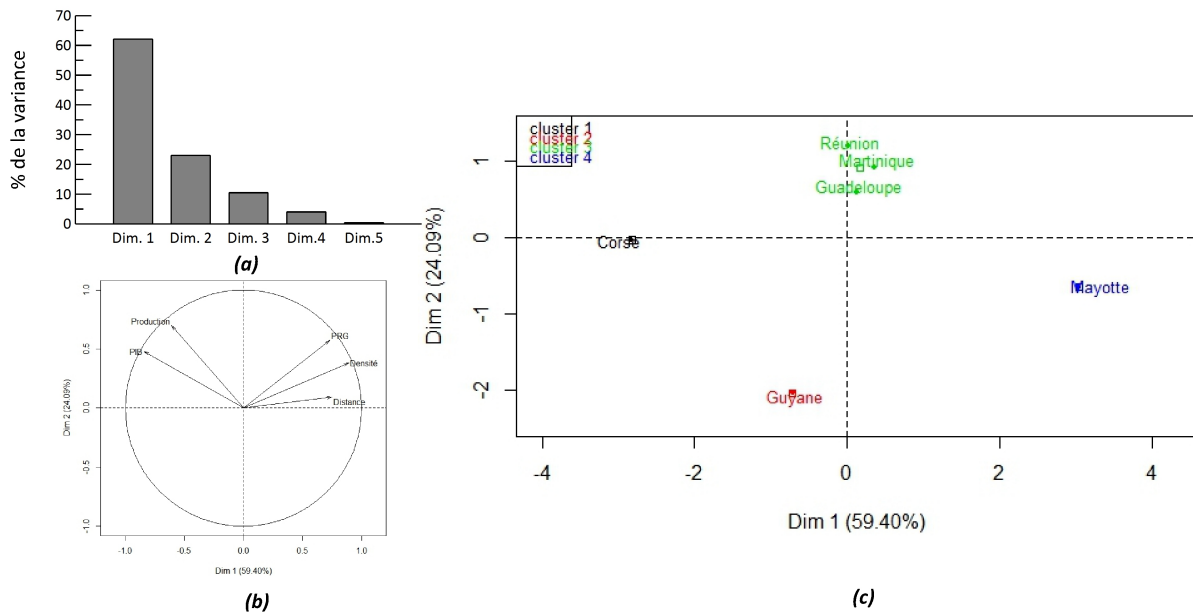 70
60
50
40
30
20
10
0
% de la variance
Dim. 1 Dim. 2 Dim. 3 Dim.4 Dim.5
(a)
1.0
0.5
0.0
-0.5
-1.0
Dim 2 (24.09%)
Production
PIB
PRG
Densité
Distance
-1.0 -0.5 0.0 0.5 1.0
Dim 1 (59.40%)
(b)
cluster 1
cluster 2
cluster 3
cluster 4
Réunion
Martinique
Guadeloupe
Corse
Mayotte
Guyane
1
0
-1
-2
Dim 2 (24.09%)
-4 -2 0 2 4
Dim 1 (59.40%)
(c)